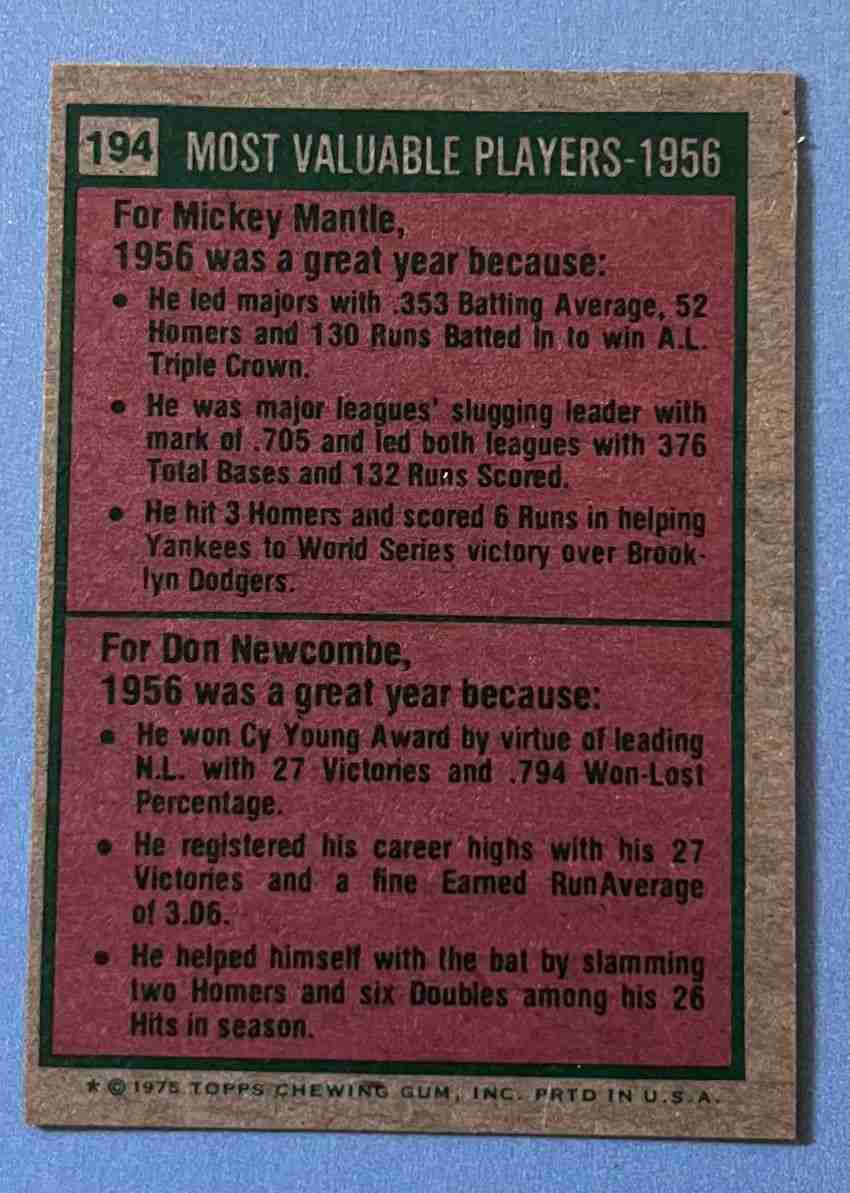 194 MOST VALUABLE PLAYERS-1956
For Mickey Mantle,
1956 was a great year because:
• He led majors with .353 Batting Average, 52
Homers and 130 Runs Batted In to win A.L.
Triple Crown.
• He was major leagues' slugging leader with
mark of .705 and led both leagues with 376
Total Bases and 132 Runs Scored.
• He hit 3 Homers and scored 6 Runs in helping
Yankees to World Series victory over Brook-
lyn Dodgers.
For Don Newcombe,
1956 was a great year because:
• He won Cy Young Award by virtue of leading
N.L. with 27 Victories and .794 Won-Lost
Percentage.
• He registered his career highs with his 27
Victories and a fine Earned RunAverage
of 3.06.
• He helped himself with the bat by slamming
two Homers and six Doubles among his 26
Hits in season.
* © 1975 TOPPS CHEWING GUM, INC. PRTD IN U.S.A.